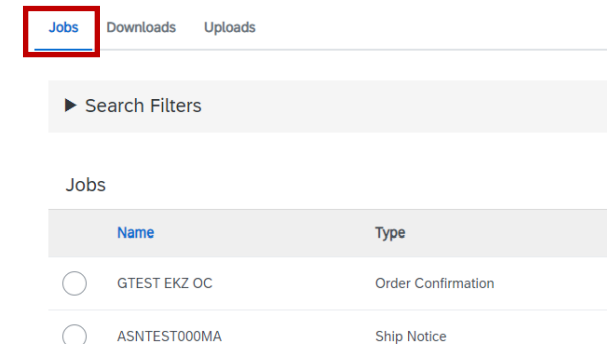 Jobs Downloads Uploads
Search Filters
Jobs
Name Type
GTEST EKZ OC Order Confirmation
ASNTEST000MA Ship Notice